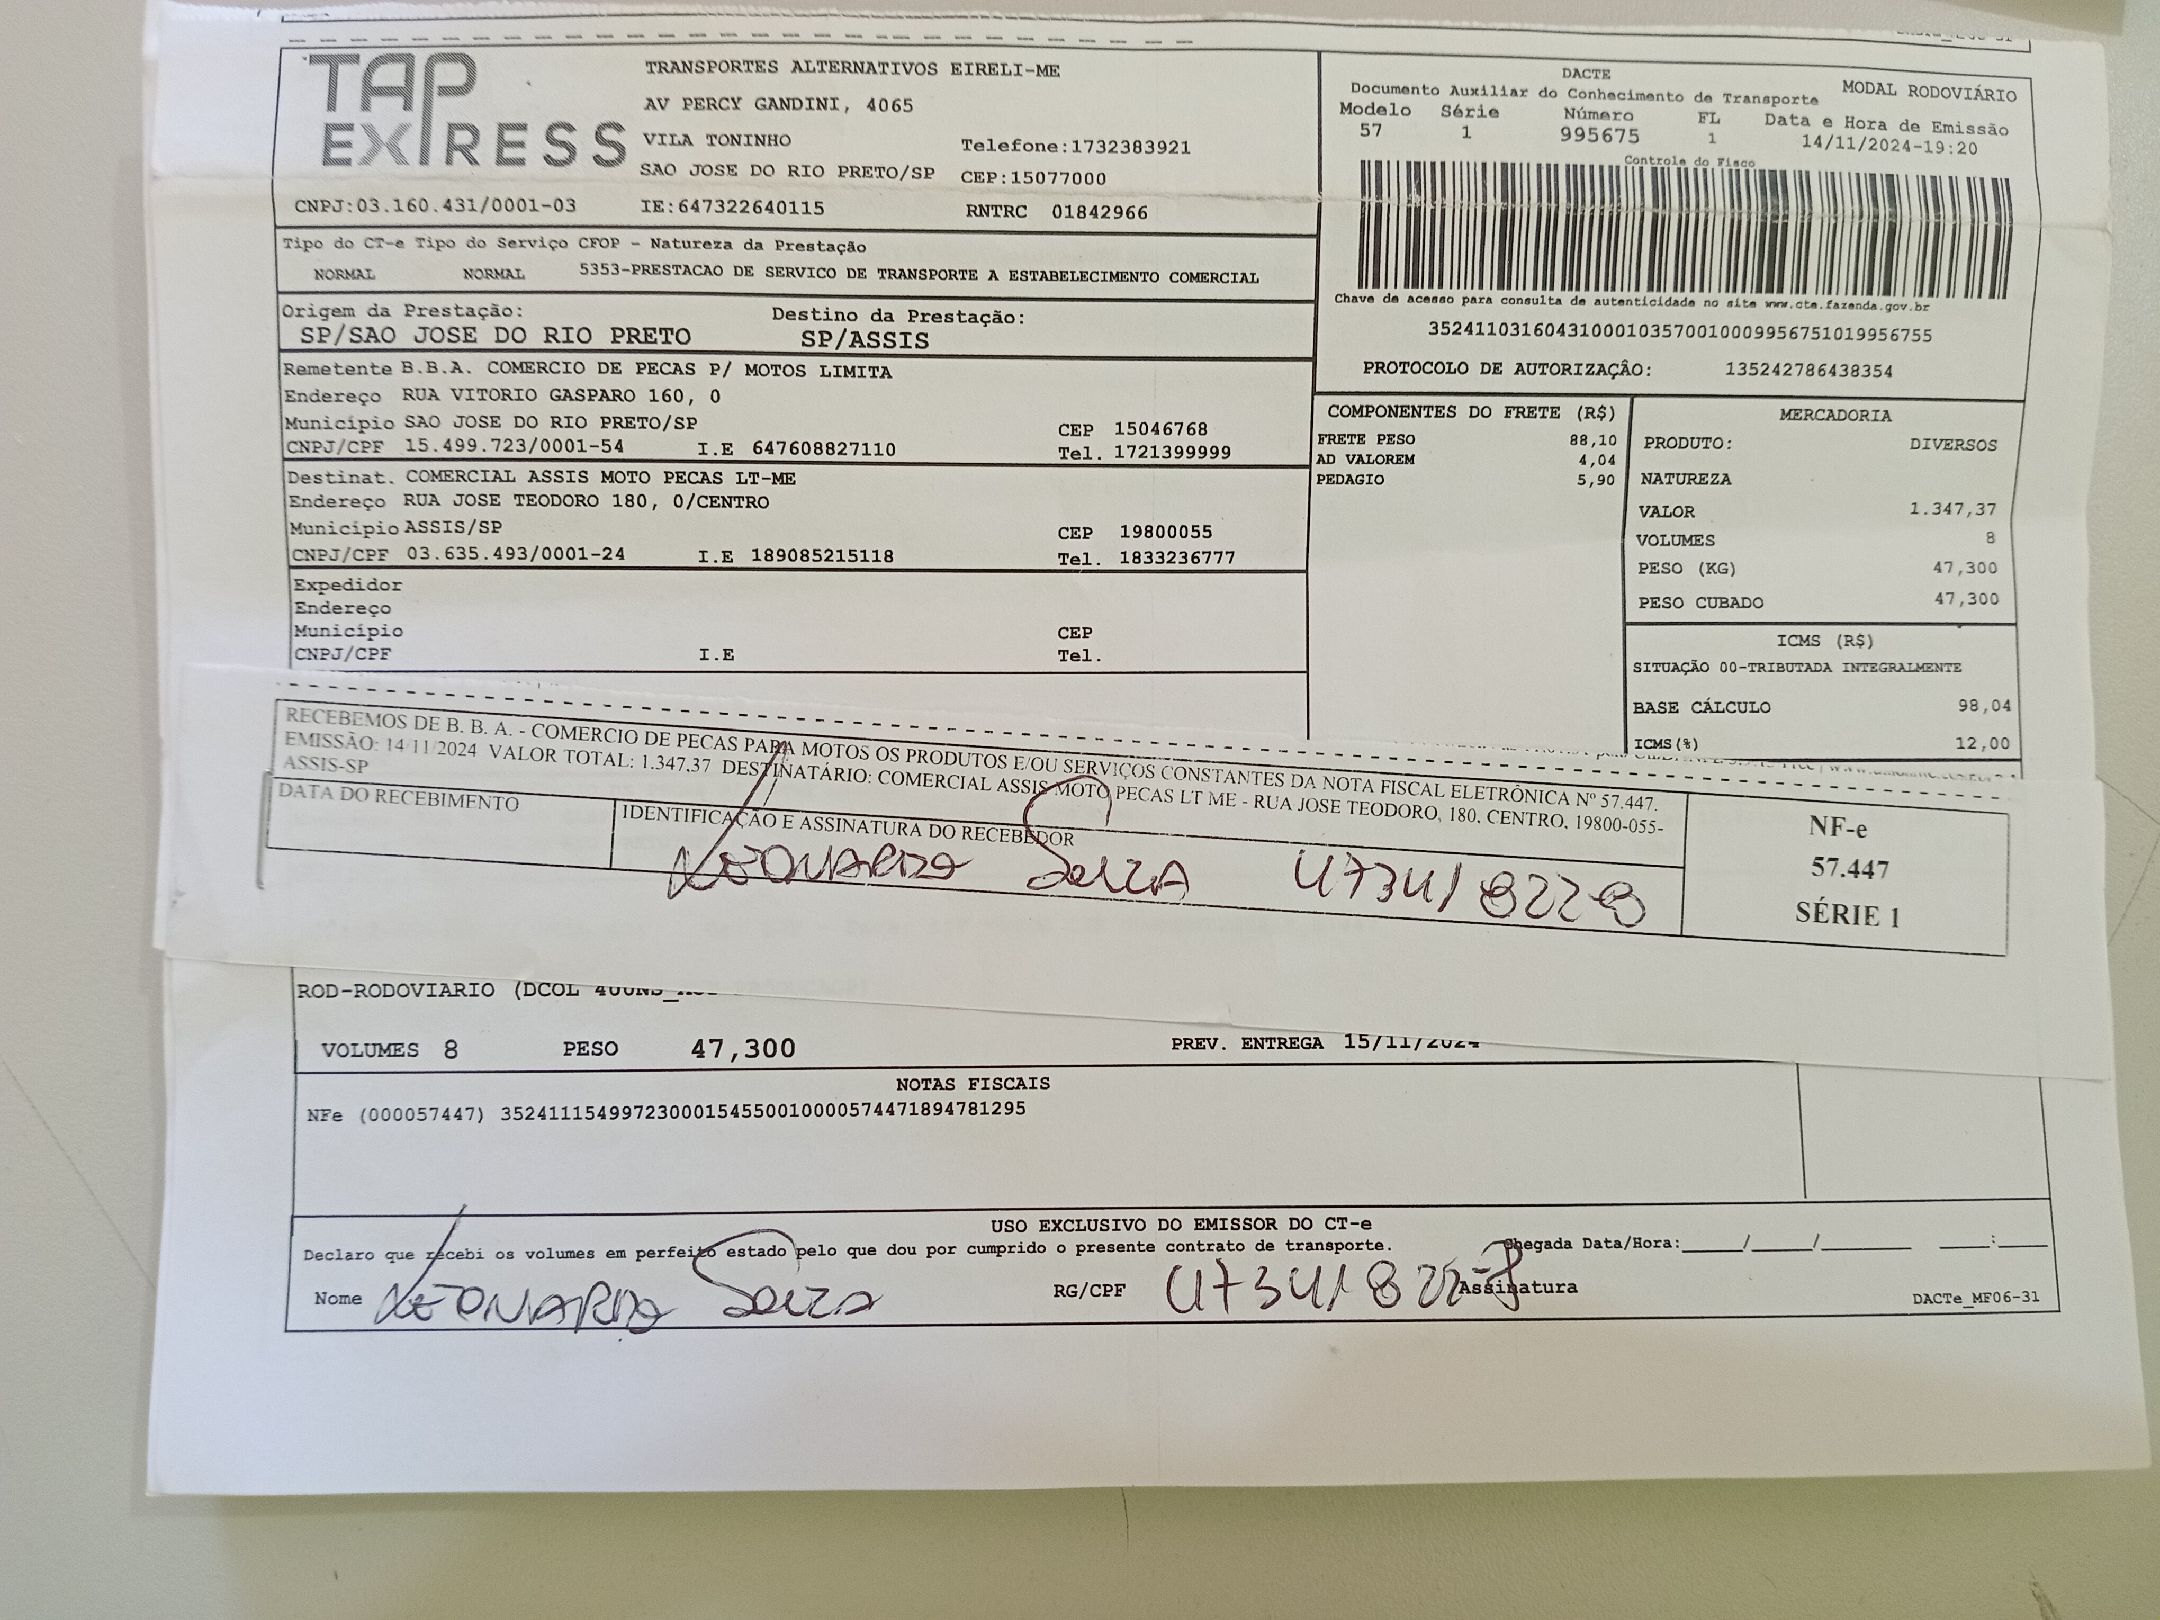 TAP EXPRESS
TRANSPORTES ALTERNATIVOS EIRELI-ME
AV PERCY GANDINI, 4065
VILA TONINHO Telefone:1732383921
SAO JOSE DO RIO PRETO/SP CEP:15077000
CNPJ:03.160.431/0001-03 IE:647322640115 RNTRC 01842966
DACTE
Documento Auxiliar do Conhecimento de Transporte MODAL RODOVIÁRIO
Modelo Série Número FL Data e Hora de Emissão
57 1 995675 1 14/11/2024-19:20
Controle do Fisco
Chave de acesso para consulta de autenticidade no site www.cte.fazenda.gov.br
35241103160431000103570010009956751019956755
PROTOCOLO DE AUTORIZAÇÂO: 135242786438354
Tipo do CT-e Tipo do Serviço CFOP - Natureza da Prestação
NORMAL NORMAL 5353-PRESTACAO DE SERVICO DE TRANSPORTE A ESTABELECIMENTO COMERCIAL
Origem da Prestação: Destino da Prestação:
SP/SAO JOSE DO RIO PRETO SP/ASSIS
Remetente B.B.A. COMERCIO DE PECAS P/ MOTOS LIMITA
Endereço RUA VITORIO GASPARO 160, 0
Município SAO JOSE DO RIO PRETO/SP CEP 15046768
CNPJ/CPF 15.499.723/0001-54 I.E 647608827110 Tel. 1721399999
Destinat. COMERCIAL ASSIS MOTO PECAS LT-ME
Endereço RUA JOSE TEODORO 180, 0/CENTRO
Município ASSIS/SP CEP 19800055
CNPJ/CPF 03.635.493/0001-24 I.E 189085215118 Tel. 1833236777
Expedidor
Endereço
Município CEP
CNPJ/CPF I.E Tel.
COMPONENTES DO FRETE (R$)
FRETE PESO 88,10
AD VALOREM 4,04
PEDAGIO 5,90
MERCADORIA
PRODUTO: DIVERSOS
NATUREZA
VALOR 1.347,37
VOLUMES 8
PESO (KG) 47,300
PESO CUBADO 47,300
ICMS (R$)
SITUAÇÃO 00-TRIBUTADA INTEGRALMENTE
BASE CÁLCULO 98,04
ICMS(%) 12,00
RECEBEMOS DE B. B. A. - COMERCIO DE PECAS PARA MOTOS OS PRODUTOS E/OU SERVIÇOS CONSTANTES DA NOTA FISCAL ELETRÔNICA Nº 57.447.
EMISSÃO: 14/11/2024 VALOR TOTAL: 1.347,37 DESTINATÁRIO: COMERCIAL ASSIS MOTO PECAS LT ME - RUA JOSE TEODORO, 180. CENTRO, 19800-055-
ASSIS-SP
DATA DO RECEBIMENTO IDENTIFICAÇÃO E ASSINATURA DO RECEBEDOR
LEONARDO SOUZA 473418228
NF-e
57.447
SÉRIE 1
ROD-RODOVIARIO (DCOL
VOLUMES 8 PESO 47,300 PREV. ENTREGA 15/11/2024
NOTAS FISCAIS
NFe (000057447) 35241115499723000154550010000574471894781295
USO EXCLUSIVO DO EMISSOR DO CT-e
Declaro que recebi os volumes em perfeito estado pelo que dou por cumprido o presente contrato de transporte. Chegada Data/Hora:____/____/______ ___:____
Nome LEONARDO SOUZA RG/CPF 47341822-8 Assinatura
DACTe_MF06-31